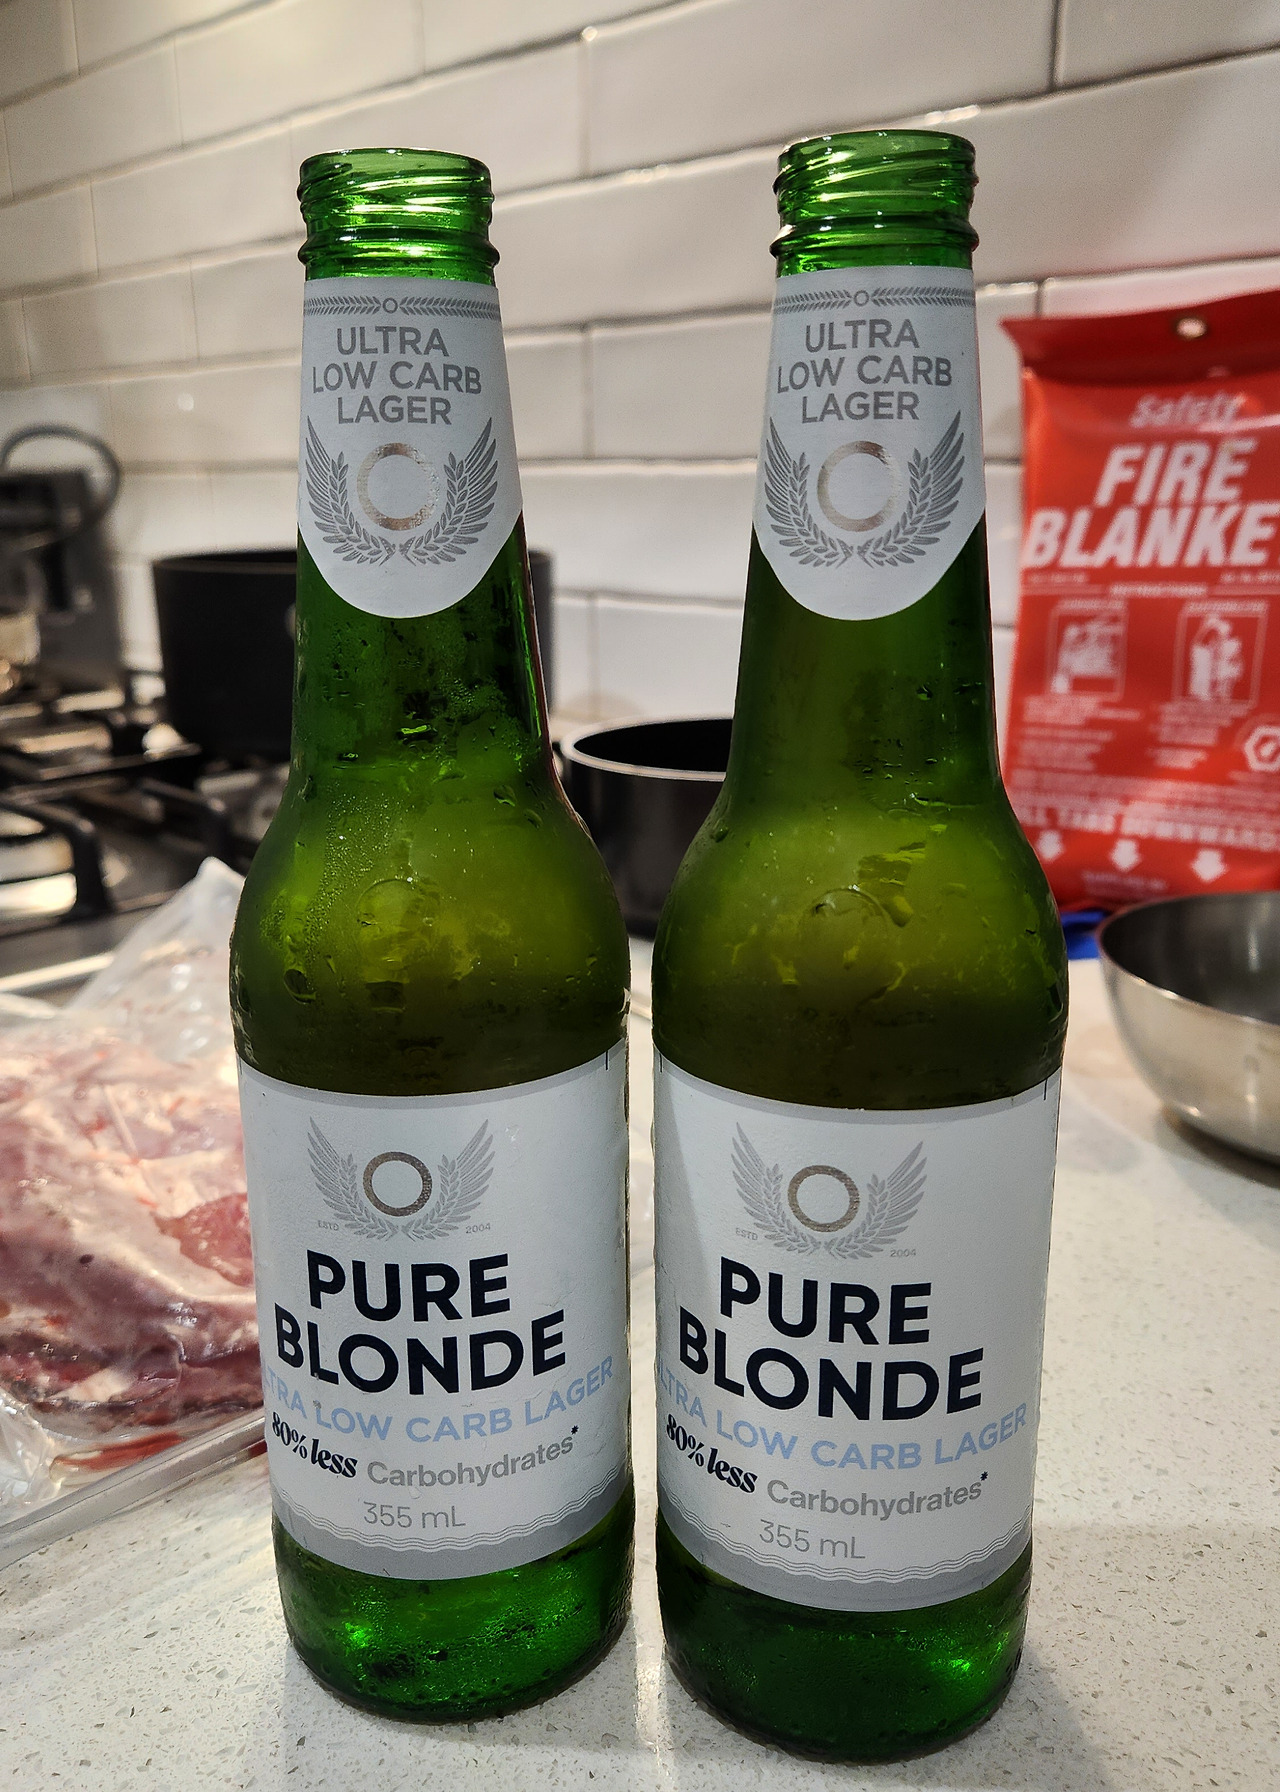 ULTRA
LOW CARB
LAGER
ESTD
2004
PURE
BLONDE
LTRA LOW CARB LAGER
80% less Carbohydrates*
355 mL
ULTRA
LOW CARB
LAGER
ESTD
2004
PURE
BLONDE
LTRA LOW CARB LAGER
80% less Carbohydrates*
355 mL
Safety
FIRE
BLANKE
INSTRUCTIONS